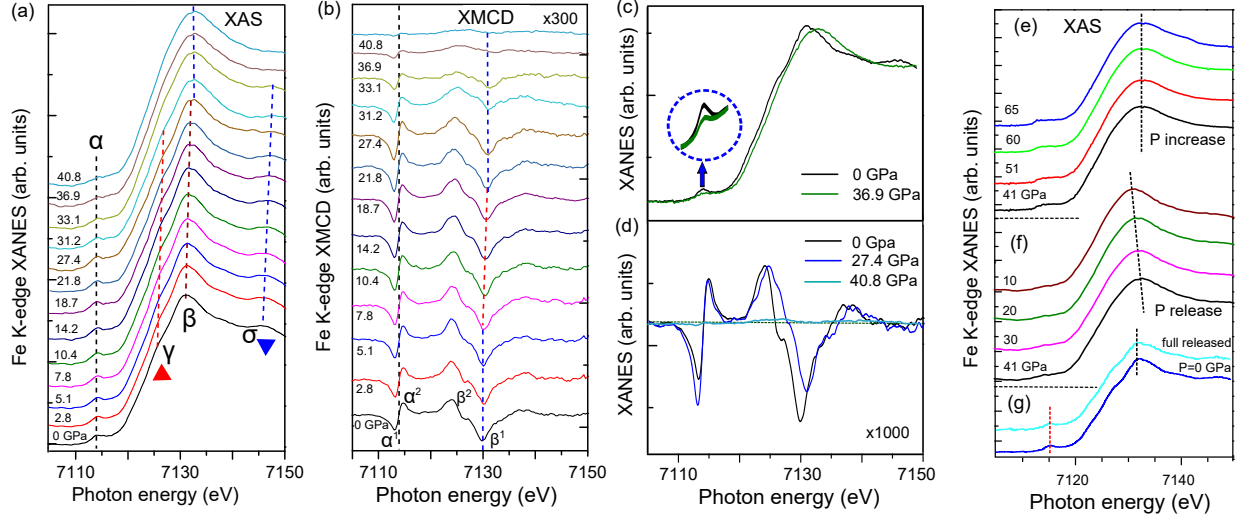 (a)
XAS
Fe K-edge XANES (arb. units)
α
40.8
36.9
33.1
31.2
27.4
21.8
18.7
14.2
10.4
7.8
5.1
2.8
0 GPa
γ
β
σ
7110
7130
7150
Photon energy (eV)
(b)
XMCD
x300
Fe K-edge XMCD (arb. units)
40.8
36.9
33.1
31.2
27.4
21.8
18.7
14.2
10.4
7.8
5.1
2.8
0 GPa
α¹
α²
β²
β¹
7110
7130
7150
Photon energy (eV)
(c)
XANES (arb. units)
0 GPa
36.9 GPa
(d)
XANES (arb. units)
0 Gpa
27.4 GPa
40.8 GPa
x1000
7110
7130
7150
Photon energy (eV)
(e)
XAS
Fe K-edge XANES (arb. units)
65
60
51
41 GPa
P increase
(f)
10
20
30
41 GPa
P release
(g)
full released
P=0 GPa
7120
7140
Photon energy (eV)